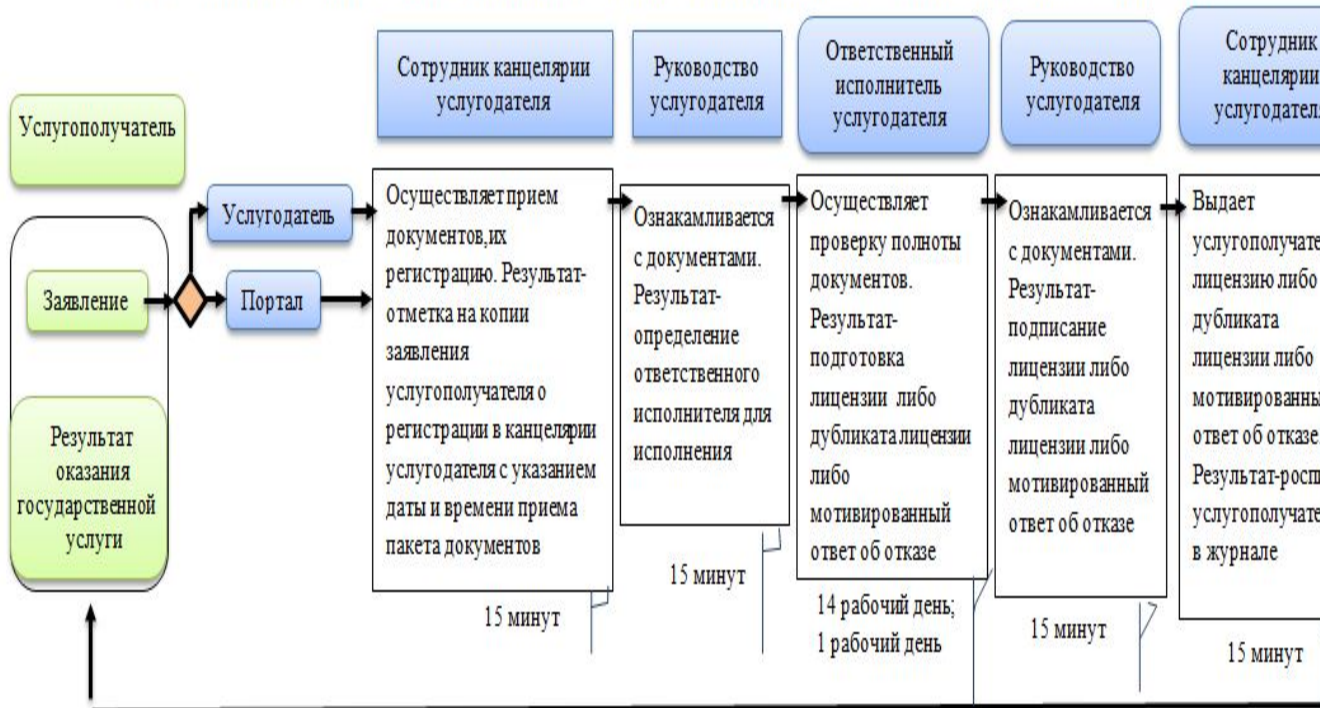 Услугополучатель
Заявление
Результат
оказания
государственной
услуги
Услугодатель
Портал
Сотрудник канцелярии
услугодателя
Осуществляет прием
документов,их
регистрацию. Результат-
отметка на копии
заявления
услугополучателя о
регистрации в канцелярии
услугодателя с указанием
даты и времени приема
пакета документов
15 минут
Руководство
услугодателя
Ознакамливается
с документами.
Результат-
определение
ответственного
исполнителя для
исполнения
15 минут
Ответственный
исполнитель
услугодателя
Осуществляет
проверку полноты
документов.
Результат-
подготовка
лицензии либо
дубликата лицензии
либо
мотивированный
ответ об отказе
14 рабочий день;
1 рабочий день
Руководство
услугодателя
Ознакамливается
с документами.
Результат-
подписание
лицензии либо
дубликата
лицензии либо
мотивированный
ответ об отказе
15 минут
Сотрудник
канцелярии
Выдает
лицензию либо
дубликата
лицензии либо
ответ об отказе
в журнале
15 минут